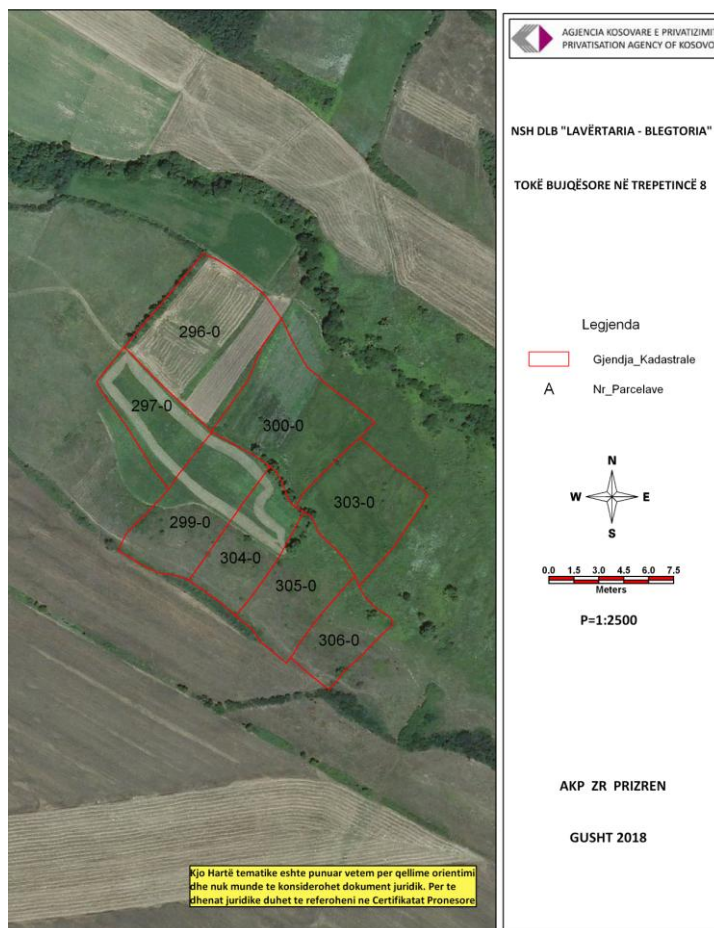 AGJENCIA KOSOVARE E PRIVATIZIMIT
PRIVATISATION AGENCY OF KOSOVO
NSH DLB "LAVËRTARIA - BLEGTORIA"
TOKË BUJQËSORE NË TREPETINCË 8
Legjenda
Gjendja_Kadastrale
A Nr_Parcelave
N
W E
S
0.0 1.5 3.0 4.5 6.0 7.5
Meters
P=1:2500
AKP ZR PRIZREN
GUSHT 2018
296-0
297-0
300-0
303-0
299-0
304-0
305-0
306-0
Kjo Hartë tematike eshte punuar vetem per qellime orientimi
dhe nuk munde te konsiderohet dokument juridik. Per te
dhenat juridike duhet te referoheni ne Certifikatat Pronesore